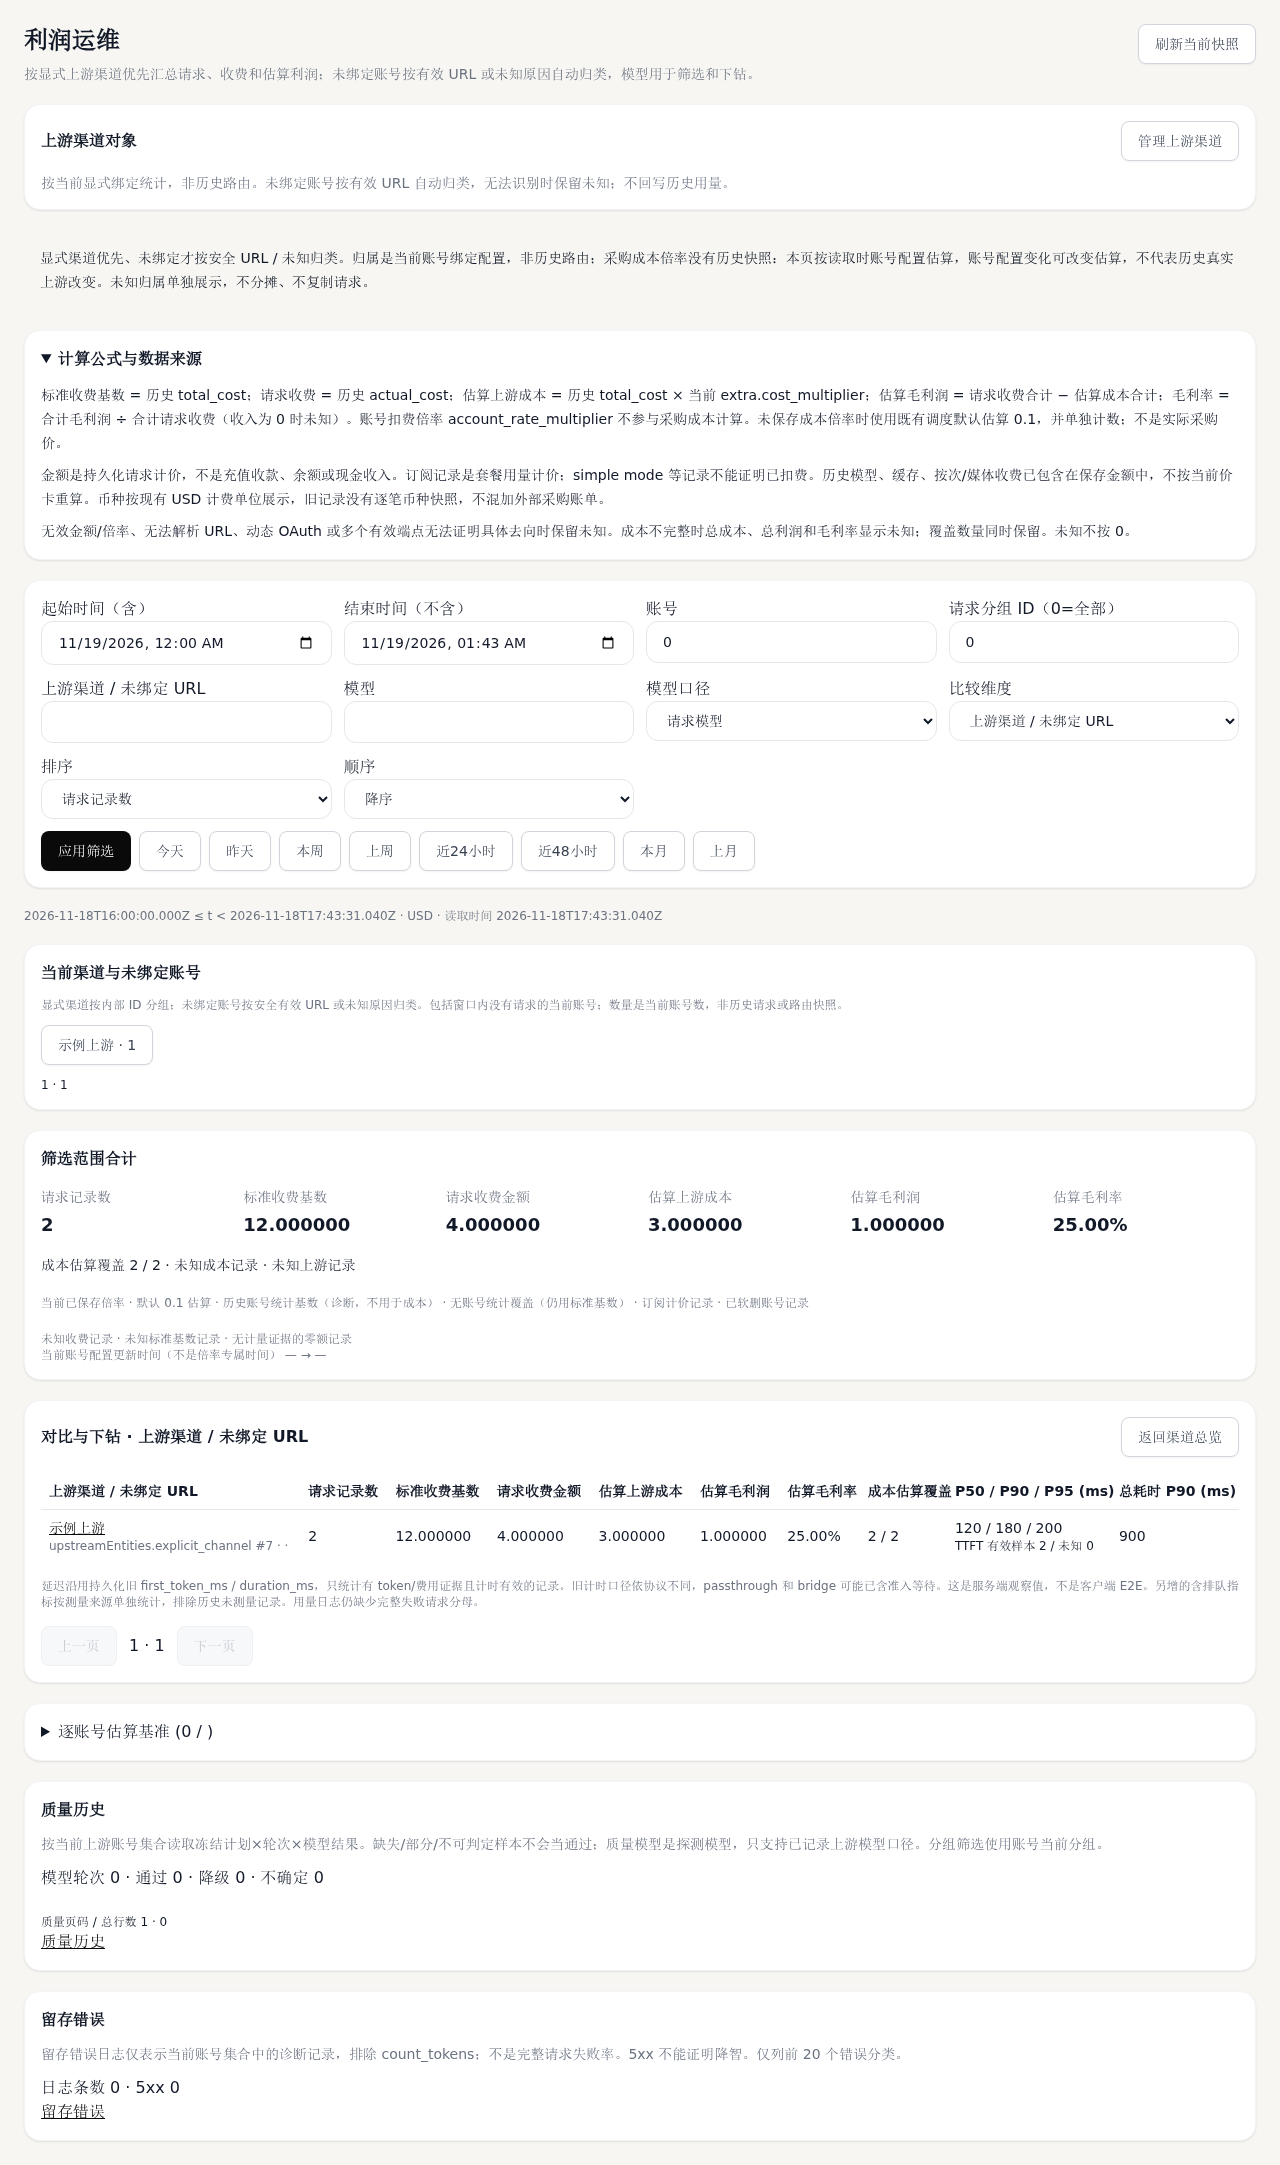 利润运维
刷新当前快照
按显式上游渠道优先汇总请求、收费和估算利润；未绑定账号按有效 URL 或未知原因自动归类，模型用于筛选和下钻。
上游渠道对象
管理上游渠道
按当前显式绑定统计，非历史路由。未绑定账号按有效 URL 自动归类，无法识别时保留未知；不回写历史用量。
显式渠道优先、未绑定才按安全 URL / 未知归类。归属是当前账号绑定配置，非历史路由；采购成本倍率没有历史快照：本页按读取时账号配置估算，账号配置变化可改变估算，不代表历史真实
上游改变。未知归属单独展示，不分摊、不复制请求。
▼ 计算公式与数据来源
标准收费基数 = 历史 total_cost；请求收费 = 历史 actual_cost；估算上游成本 = 历史 total_cost × 当前 extra.cost_multiplier；估算毛利润 = 请求收费合计 − 估算成本合计；毛利率 =
合计毛利润 ÷ 合计请求收费（收入为 0 时未知）。账号扣费倍率 account_rate_multiplier 不参与采购成本计算。未保存成本倍率时使用既有调度默认估算 0.1，并单独计数；不是实际采购
价。
金额是持久化请求计价，不是充值收款、余额或现金收入。订阅记录是套餐用量计价；simple mode 等记录不能证明已扣费。历史模型、缓存、按次/媒体收费已包含在保存金额中，不按当前价
卡重算。币种按现有 USD 计费单位展示，旧记录没有逐笔币种快照，不混加外部采购账单。
无效金额/倍率、无法解析 URL、动态 OAuth 或多个有效端点无法证明具体去向时保留未知。成本不完整时总成本、总利润和毛利率显示未知；覆盖数量同时保留。未知不按 0。
起始时间（含） 结束时间（不含） 账号 请求分组 ID（0=全部）
11/19/2026, 12:00 AM 11/19/2026, 01:43 AM 0 0
上游渠道 / 未绑定 URL 模型 模型口径 比较维度
请求模型 上游渠道 / 未绑定 URL
排序 顺序
请求记录数 降序
应用筛选 今天 昨天 本周 上周 近24小时 近48小时 本月 上月
2026-11-18T16:00:00.000Z ≤ t < 2026-11-18T17:43:31.040Z · USD · 读取时间 2026-11-18T17:43:31.040Z
当前渠道与未绑定账号
显式渠道按内部 ID 分组；未绑定账号按安全有效 URL 或未知原因归类。包括窗口内没有请求的当前账号；数量是当前账号数，非历史请求或路由快照。
示例上游 · 1
1 · 1
筛选范围合计
请求记录数 标准收费基数 请求收费金额 估算上游成本 估算毛利润 估算毛利率
2 12.000000 4.000000 3.000000 1.000000 25.00%
成本估算覆盖 2 / 2 · 未知成本记录 · 未知上游记录
当前已保存倍率 · 默认 0.1 估算 · 历史账号统计基数（诊断，不用于成本） · 无账号统计覆盖（仍用标准基数） · 订阅计价记录 · 已软删账号记录
未知收费记录 · 未知标准基数记录 · 无计量证据的零额记录
当前账号配置更新时间（不是倍率专属时间） — → —
对比与下钻 · 上游渠道 / 未绑定 URL
返回渠道总览
上游渠道 / 未绑定 URL 请求记录数 标准收费基数 请求收费金额 估算上游成本 估算毛利润 估算毛利率 成本估算覆盖 P50 / P90 / P95 (ms) 总耗时 P90 (ms)
示例上游 2 12.000000 4.000000 3.000000 1.000000 25.00% 2 / 2 120 / 180 / 200 900
upstreamEntities.explicit_channel #7 · · TTFT 有效样本 2 / 未知 0
延迟沿用持久化旧 first_token_ms / duration_ms，只统计有 token/费用证据且计时有效的记录。旧计时口径依协议不同，passthrough 和 bridge 可能已含准入等待。这是服务端观察值，不是客户端 E2E。另增的含排队指
标按测量来源单独统计，排除历史未测量记录。用量日志仍缺少完整失败请求分母。
上一页 1 · 1 下一页
▶ 逐账号估算基准 (0 / )
质量历史
按当前上游账号集合读取冻结计划×轮次×模型结果。缺失/部分/不可判定样本不会当通过；质量模型是探测模型，只支持已记录上游模型口径。分组筛选使用账号当前分组。
模型轮次 0 · 通过 0 · 降级 0 · 不确定 0
质量页码 / 总行数 1 · 0
质量历史
留存错误
留存错误日志仅表示当前账号集合中的诊断记录，排除 count_tokens；不是完整请求失败率。5xx 不能证明降智。仅列前 20 个错误分类。
日志条数 0 · 5xx 0
留存错误